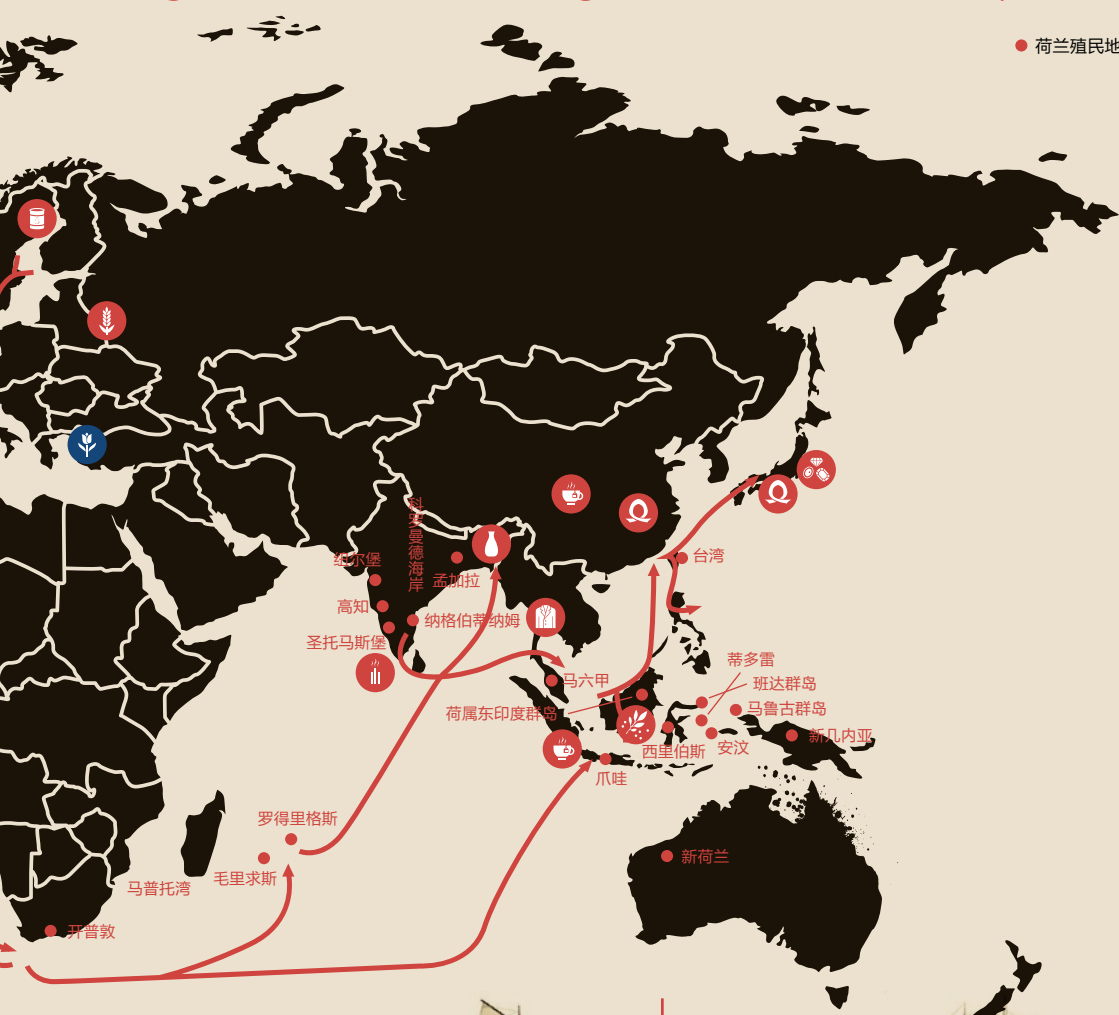 荷兰殖民地
科罗曼德海岸
纽尔堡
孟加拉
台湾
高知
纳格伯蒂纳姆
圣托马斯堡
蒂多雷
马六甲
班达群岛
荷属东印度群岛
马鲁古群岛
新几内亚
西里伯斯
安汶
爪哇
罗得里格斯
新荷兰
毛里求斯
马普托湾
开普敦